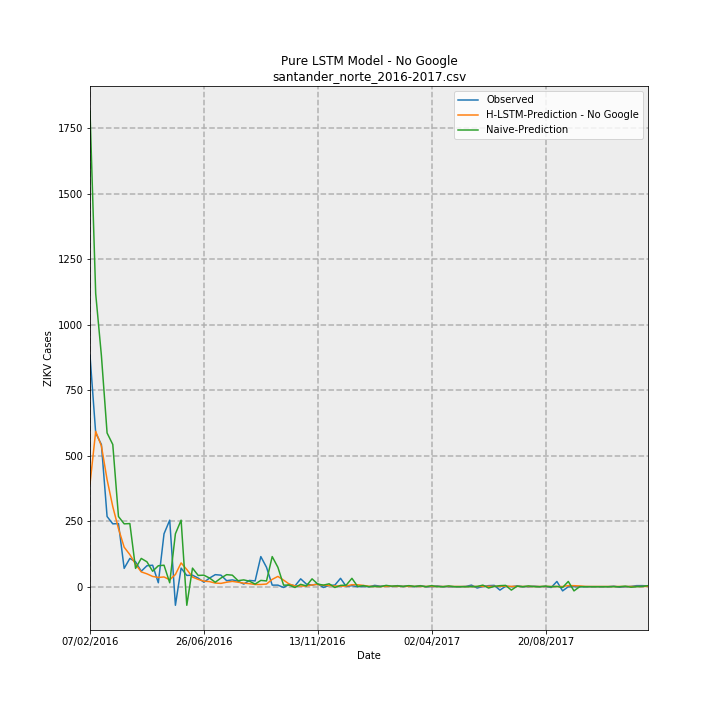 Pure LSTM Model - No Google
santander_norte_2016-2017.csv
Observed
H-LSTM-Prediction - No Google
Naive-Prediction
1750
1500
1250
1000
750
500
250
0
ZIKV Cases
07/02/2016
26/06/2016
13/11/2016
02/04/2017
20/08/2017
Date